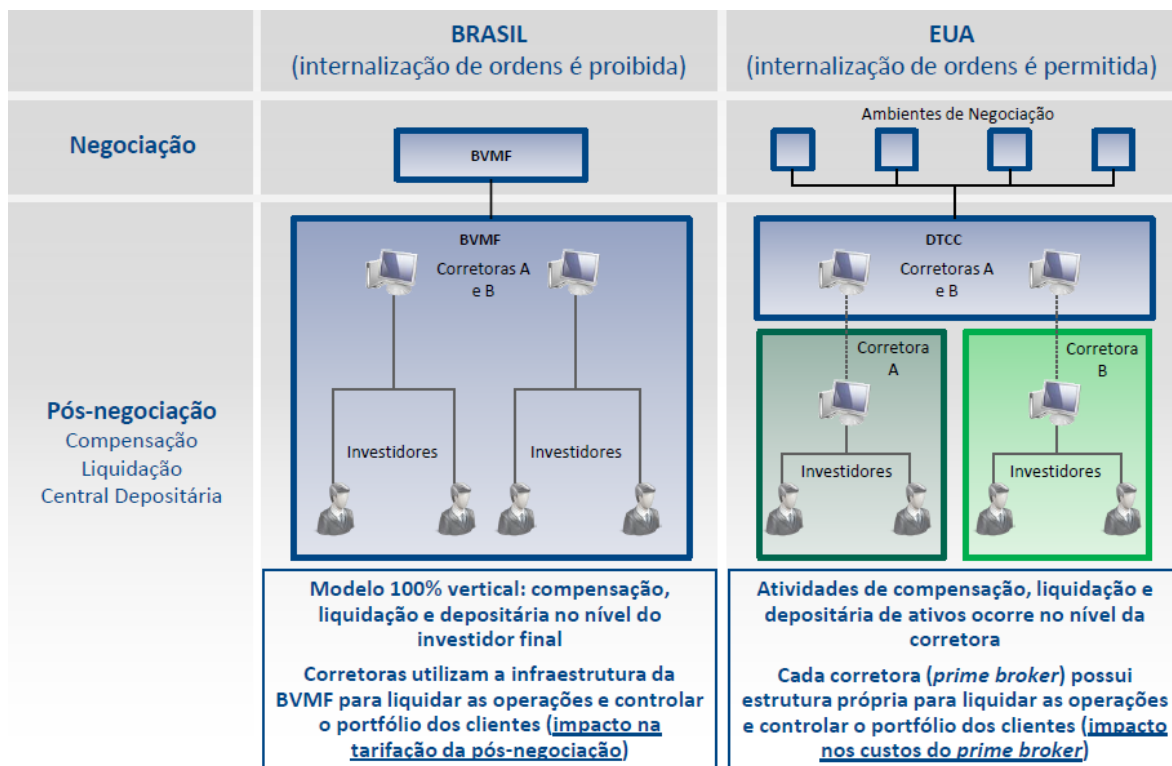 BRASIL
(internalização de ordens é proibida)
EUA
(internalização de ordens é permitida)
Negociação
BVMF
Ambientes de Negociação
Pós-negociação
Compensação
Liquidação
Central Depositária
BVMF
Corretoras A
e B
Investidores
Investidores
DTCC
Corretoras A
e B
Corretora
A
Investidores
Corretora
B
Investidores
Modelo 100% vertical: compensação,
liquidação e depositária no nível do
investidor final
Corretoras utilizam a infraestrutura da
BVMF para liquidar as operações e controlar
o portfólio dos clientes (impacto na
tarifação da pós-negociação)
Atividades de compensação, liquidação e
depositária de ativos ocorre no nível da
corretora
Cada corretora (prime broker) possui
estrutura própria para liquidar as operações
e controlar o portfólio dos clientes (impacto
nos custos do prime broker)